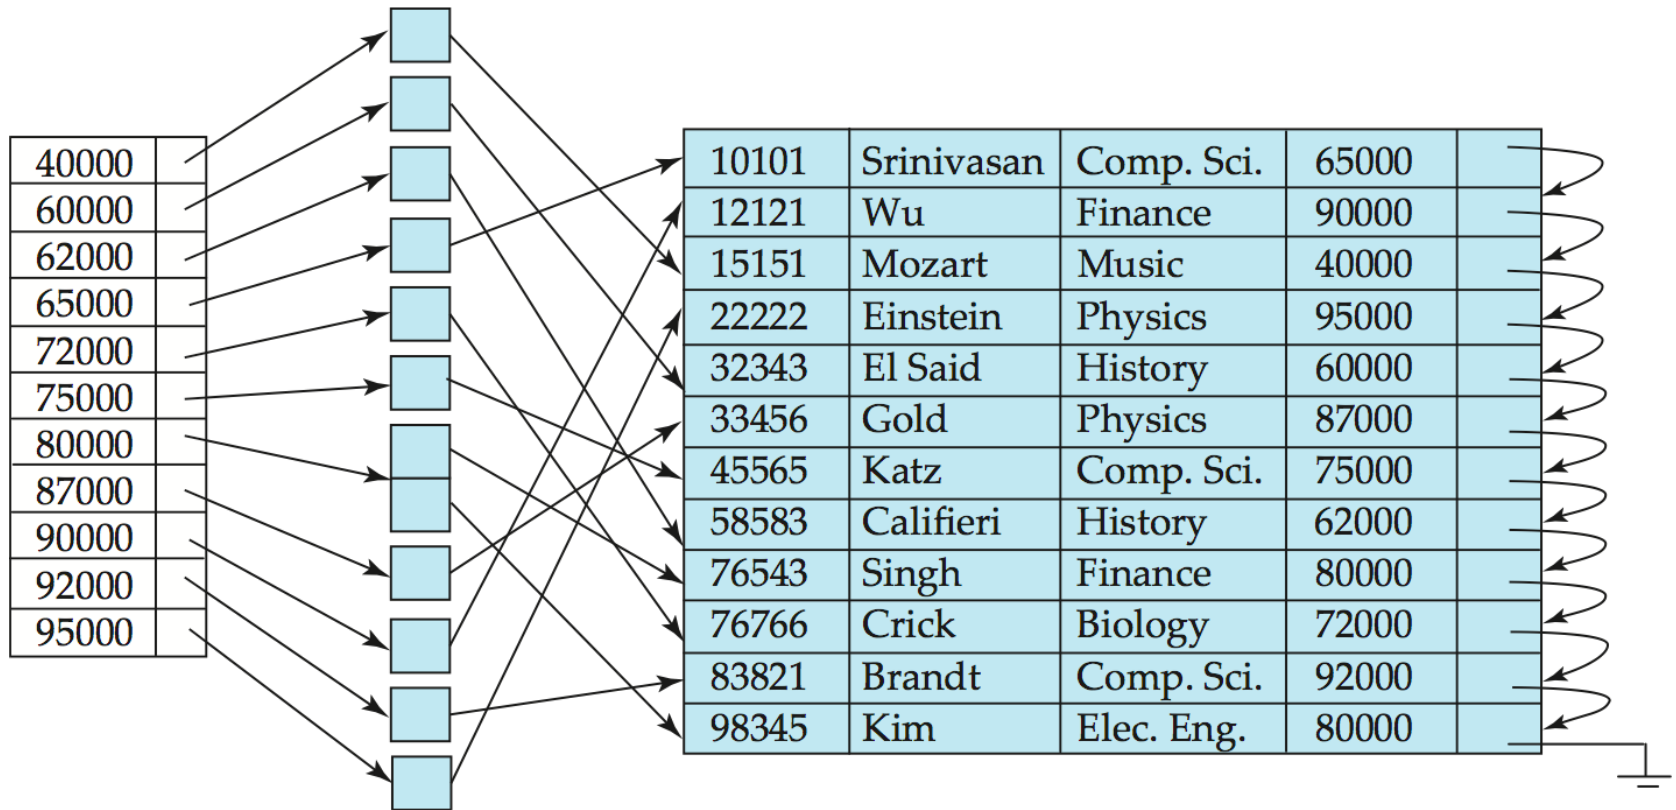 40000
60000
62000
65000
72000
75000
80000
87000
90000
92000
95000
10101 Srinivasan Comp. Sci. 65000
12121 Wu Finance 90000
15151 Mozart Music 40000
22222 Einstein Physics 95000
32343 El Said History 60000
33456 Gold Physics 87000
45565 Katz Comp. Sci. 75000
58583 Califieri History 62000
76543 Singh Finance 80000
76766 Crick Biology 72000
83821 Brandt Comp. Sci. 92000
98345 Kim Elec. Eng. 80000